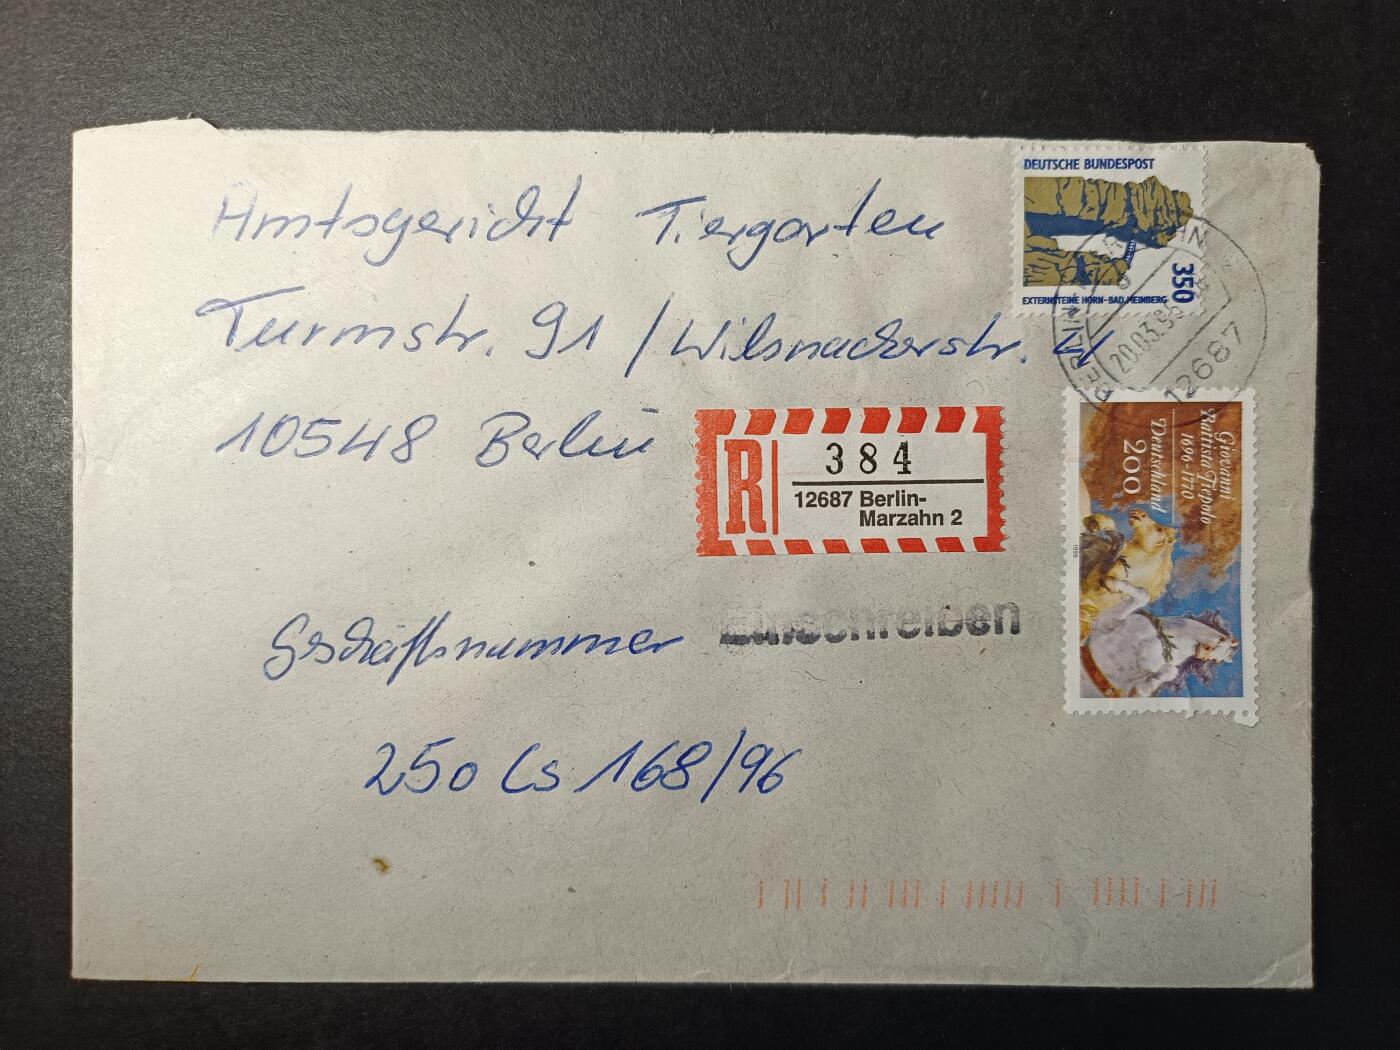 Amtsgericht Tiergarten
Turmstr. 91 / Wilsnackerstr. 4
10548 Berlin
DEUTSCHE BUNDESPOST
350
EXTERNSTEINE HORN-BAD MEINBERG
BERLIN
20.03.96
12687
R
384
12687 Berlin-
Marzahn 2
Giovanni
Battista Tiepolo
1696-1770
Deutschland
200
1996
Einschreiben
Geschäftsnummer
250 Cs 168/96